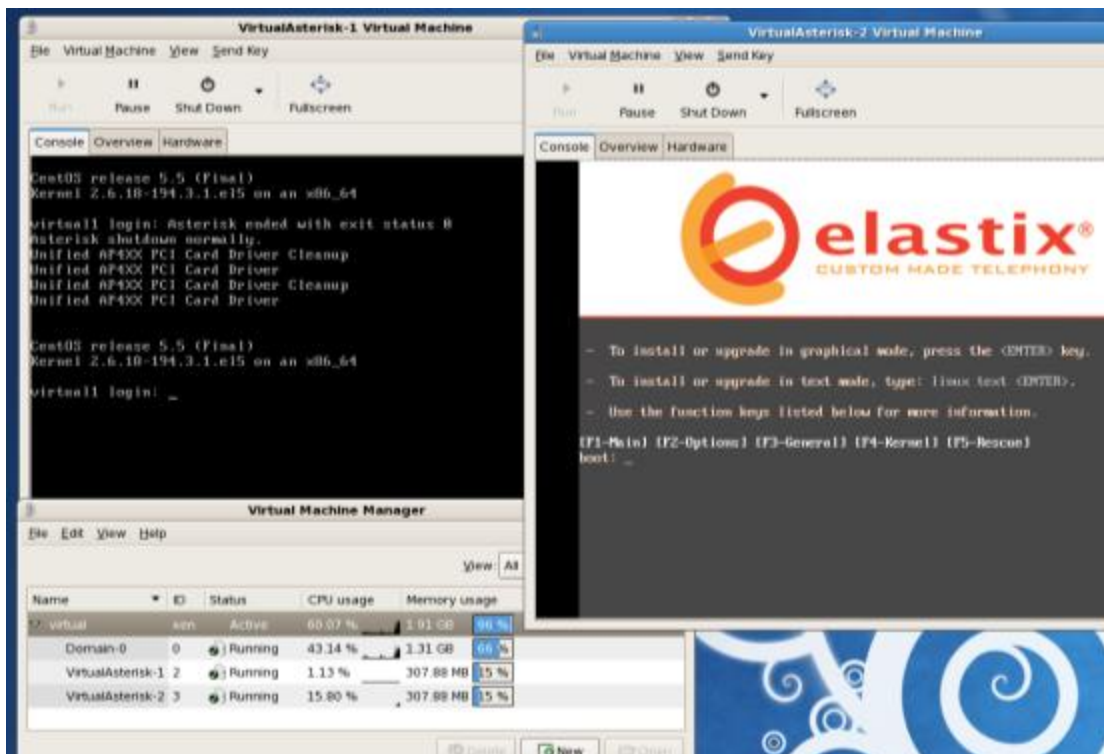 VirtualAsterisk-1 Virtual Machine
File Virtual Machine View Send Key
Run Pause Shut Down Fullscreen
Console Overview Hardware
CentOS release 5.5 (Final)
Kernel 2.6.18-194.3.1.el5 on an x86_64
virtual1 login: Asterisk ended with exit status 0
Asterisk shutdown normally.
Unified AP4XX PCI Card Driver Cleanup
Unified AP4XX PCI Card Driver
Unified AP4XX PCI Card Driver Cleanup
Unified AP4XX PCI Card Driver
CentOS release 5.5 (Final)
Kernel 2.6.18-194.3.1.el5 on an x86_64
virtual1 login: _
VirtualAsterisk-2 Virtual Machine
File Virtual Machine View Send Key
Run Pause Shut Down Fullscreen
Console Overview Hardware
elastix®
CUSTOM MADE TELEPHONY
- To install or upgrade in graphical mode, press the <ENTER> key.
- To install or upgrade in text mode, type: linux text <ENTER>.
- Use the function keys listed below for more information.
[F1-Main] [F2-Options] [F3-General] [F4-Kernel] [F5-Rescue]
boot: _
Virtual Machine Manager
File Edit View Help
View: All
Name ID Status CPU usage Memory usage
virtual xen Active 60.07 % 1.91 GB 96 %
Domain-0 0 Running 43.14 % 1.31 GB 66 %
VirtualAsterisk-1 2 Running 1.13 % 307.88 MB 15 %
VirtualAsterisk-2 3 Running 15.80 % 307.89 MB 15 %
Delete New Open